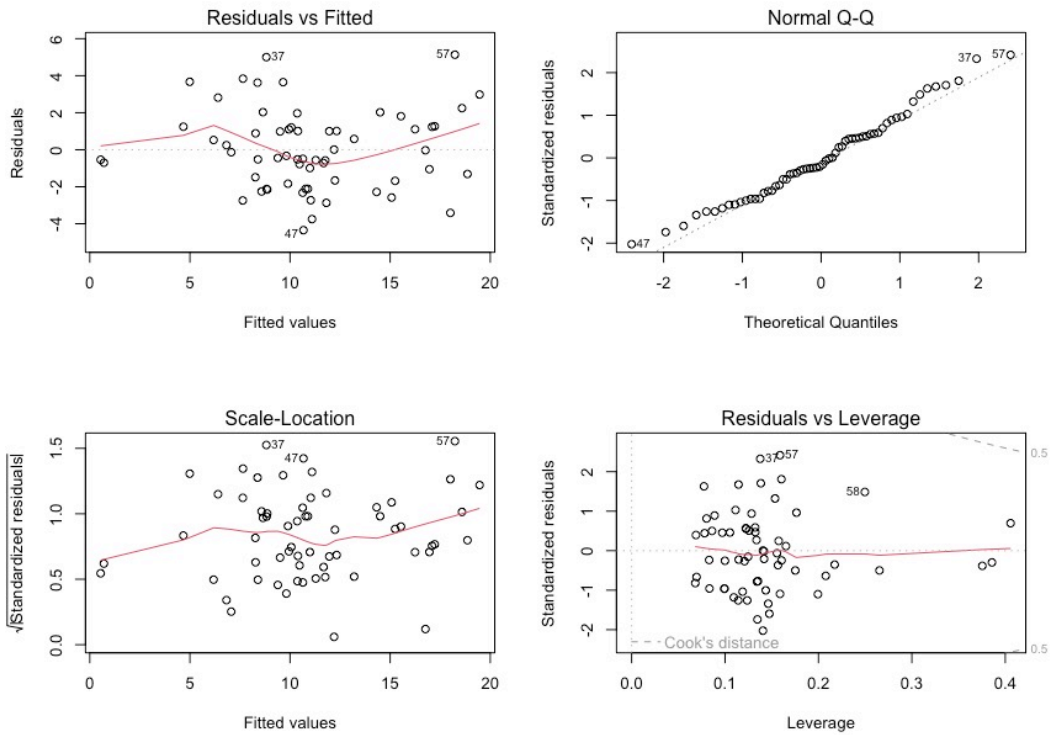 Residuals vs Fitted
Residuals
6
4
2
0
-2
-4
37
57
47
0 5 10 15 20
Fitted values
Normal Q-Q
Standardized residuals
2
1
0
-1
-2
37
57
47
-2 -1 0 1 2
Theoretical Quantiles
Scale-Location
√|Standardized residuals|
1.5
1.0
0.5
0.0
37
57
47
0 5 10 15 20
Fitted values
Residuals vs Leverage
Standardized residuals
2
1
0
-1
-2
37
57
58
0.5
0.5
Cook's distance
0.0 0.1 0.2 0.3 0.4
Leverage